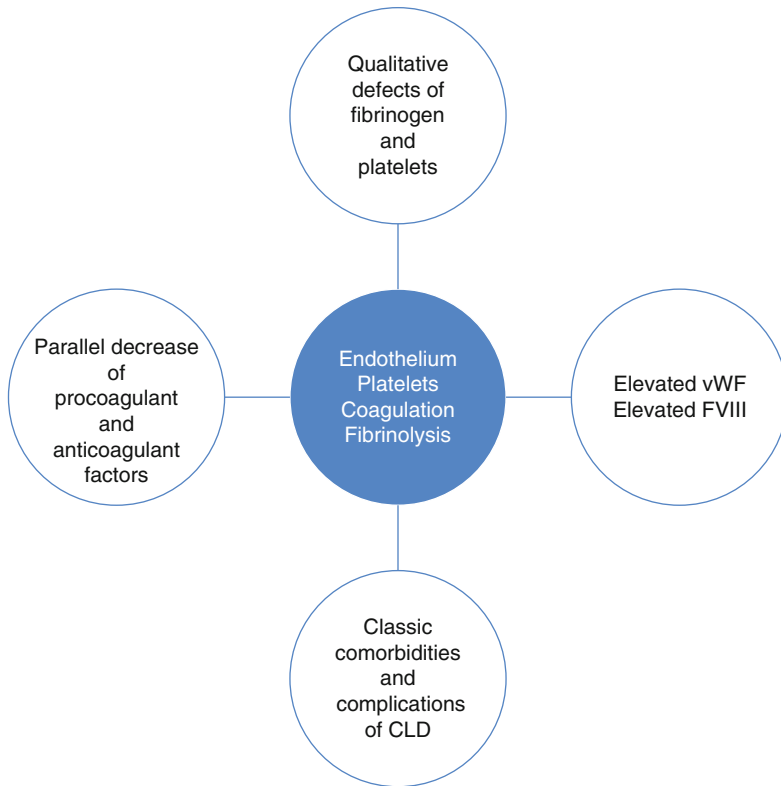 Qualitative
defects of
fibrinogen
and
platelets
Parallel decrease
of
procoagulant
and
anticoagulant
factors
Endothelium
Platelets
Coagulation
Fibrinolysis
Elevated vWF
Elevated FVIII
Classic
comorbidities
and
complications
of CLD